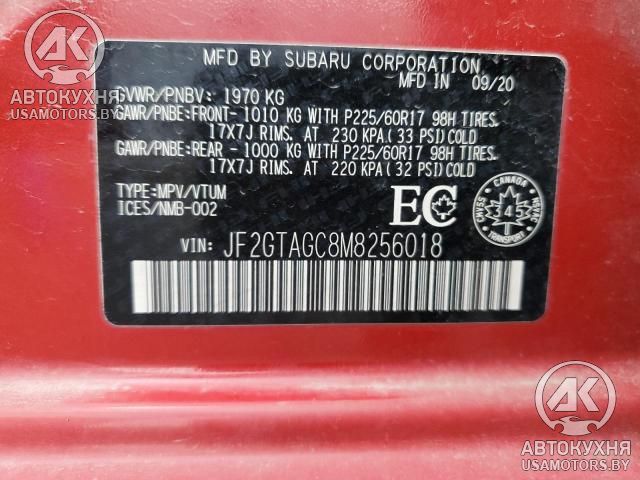 MFD BY SUBARU CORPORATION
MFD IN 09/20
GVWR/PNBV: 1970 KG
GAWR/PNBE:FRONT- 1010 KG WITH P225/60R17 98H TIRES.
17X7J RIMS. AT 230 KPA(33 PSI)COLD
GAWR/PNBE:REAR - 1000 KG WITH P225/60R17 98H TIRES.
17X7J RIMS. AT 220 KPA(32 PSI)COLD
TYPE:MPV/VTUM
ICES/NMB-002
EC
CANADA
CMVSS
NSVAC
345
TRANSPORT
VIN: JF2GTAGC8M8256018
АК
АВТОКУХНЯ
USAMOTORS.BY
АК
АВТОКУХНЯ
USAMOTORS.BY